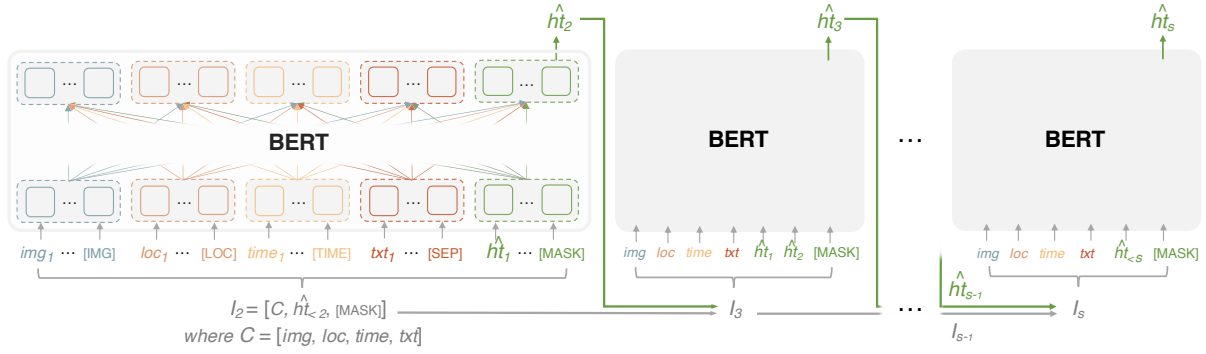 ĥt₂ ĥt₃ ĥtₛ
... ... ... ... ...
BERT BERT ... BERT
... ... ... ... ...
img₁ ... [IMG] loc₁ ... [LOC] time₁ ... [TIME] txt₁ ... [SEP] ĥt₁ ... [MASK]
img loc time txt ĥt₁ ĥt₂ [MASK]
img loc time txt ĥt<s [MASK]
ĥtₛ₋₁
I₂ = [C, ĥt<2, [MASK]] I₃ ... Iₛ
where C = [img, loc, time, txt] Iₛ₋₁